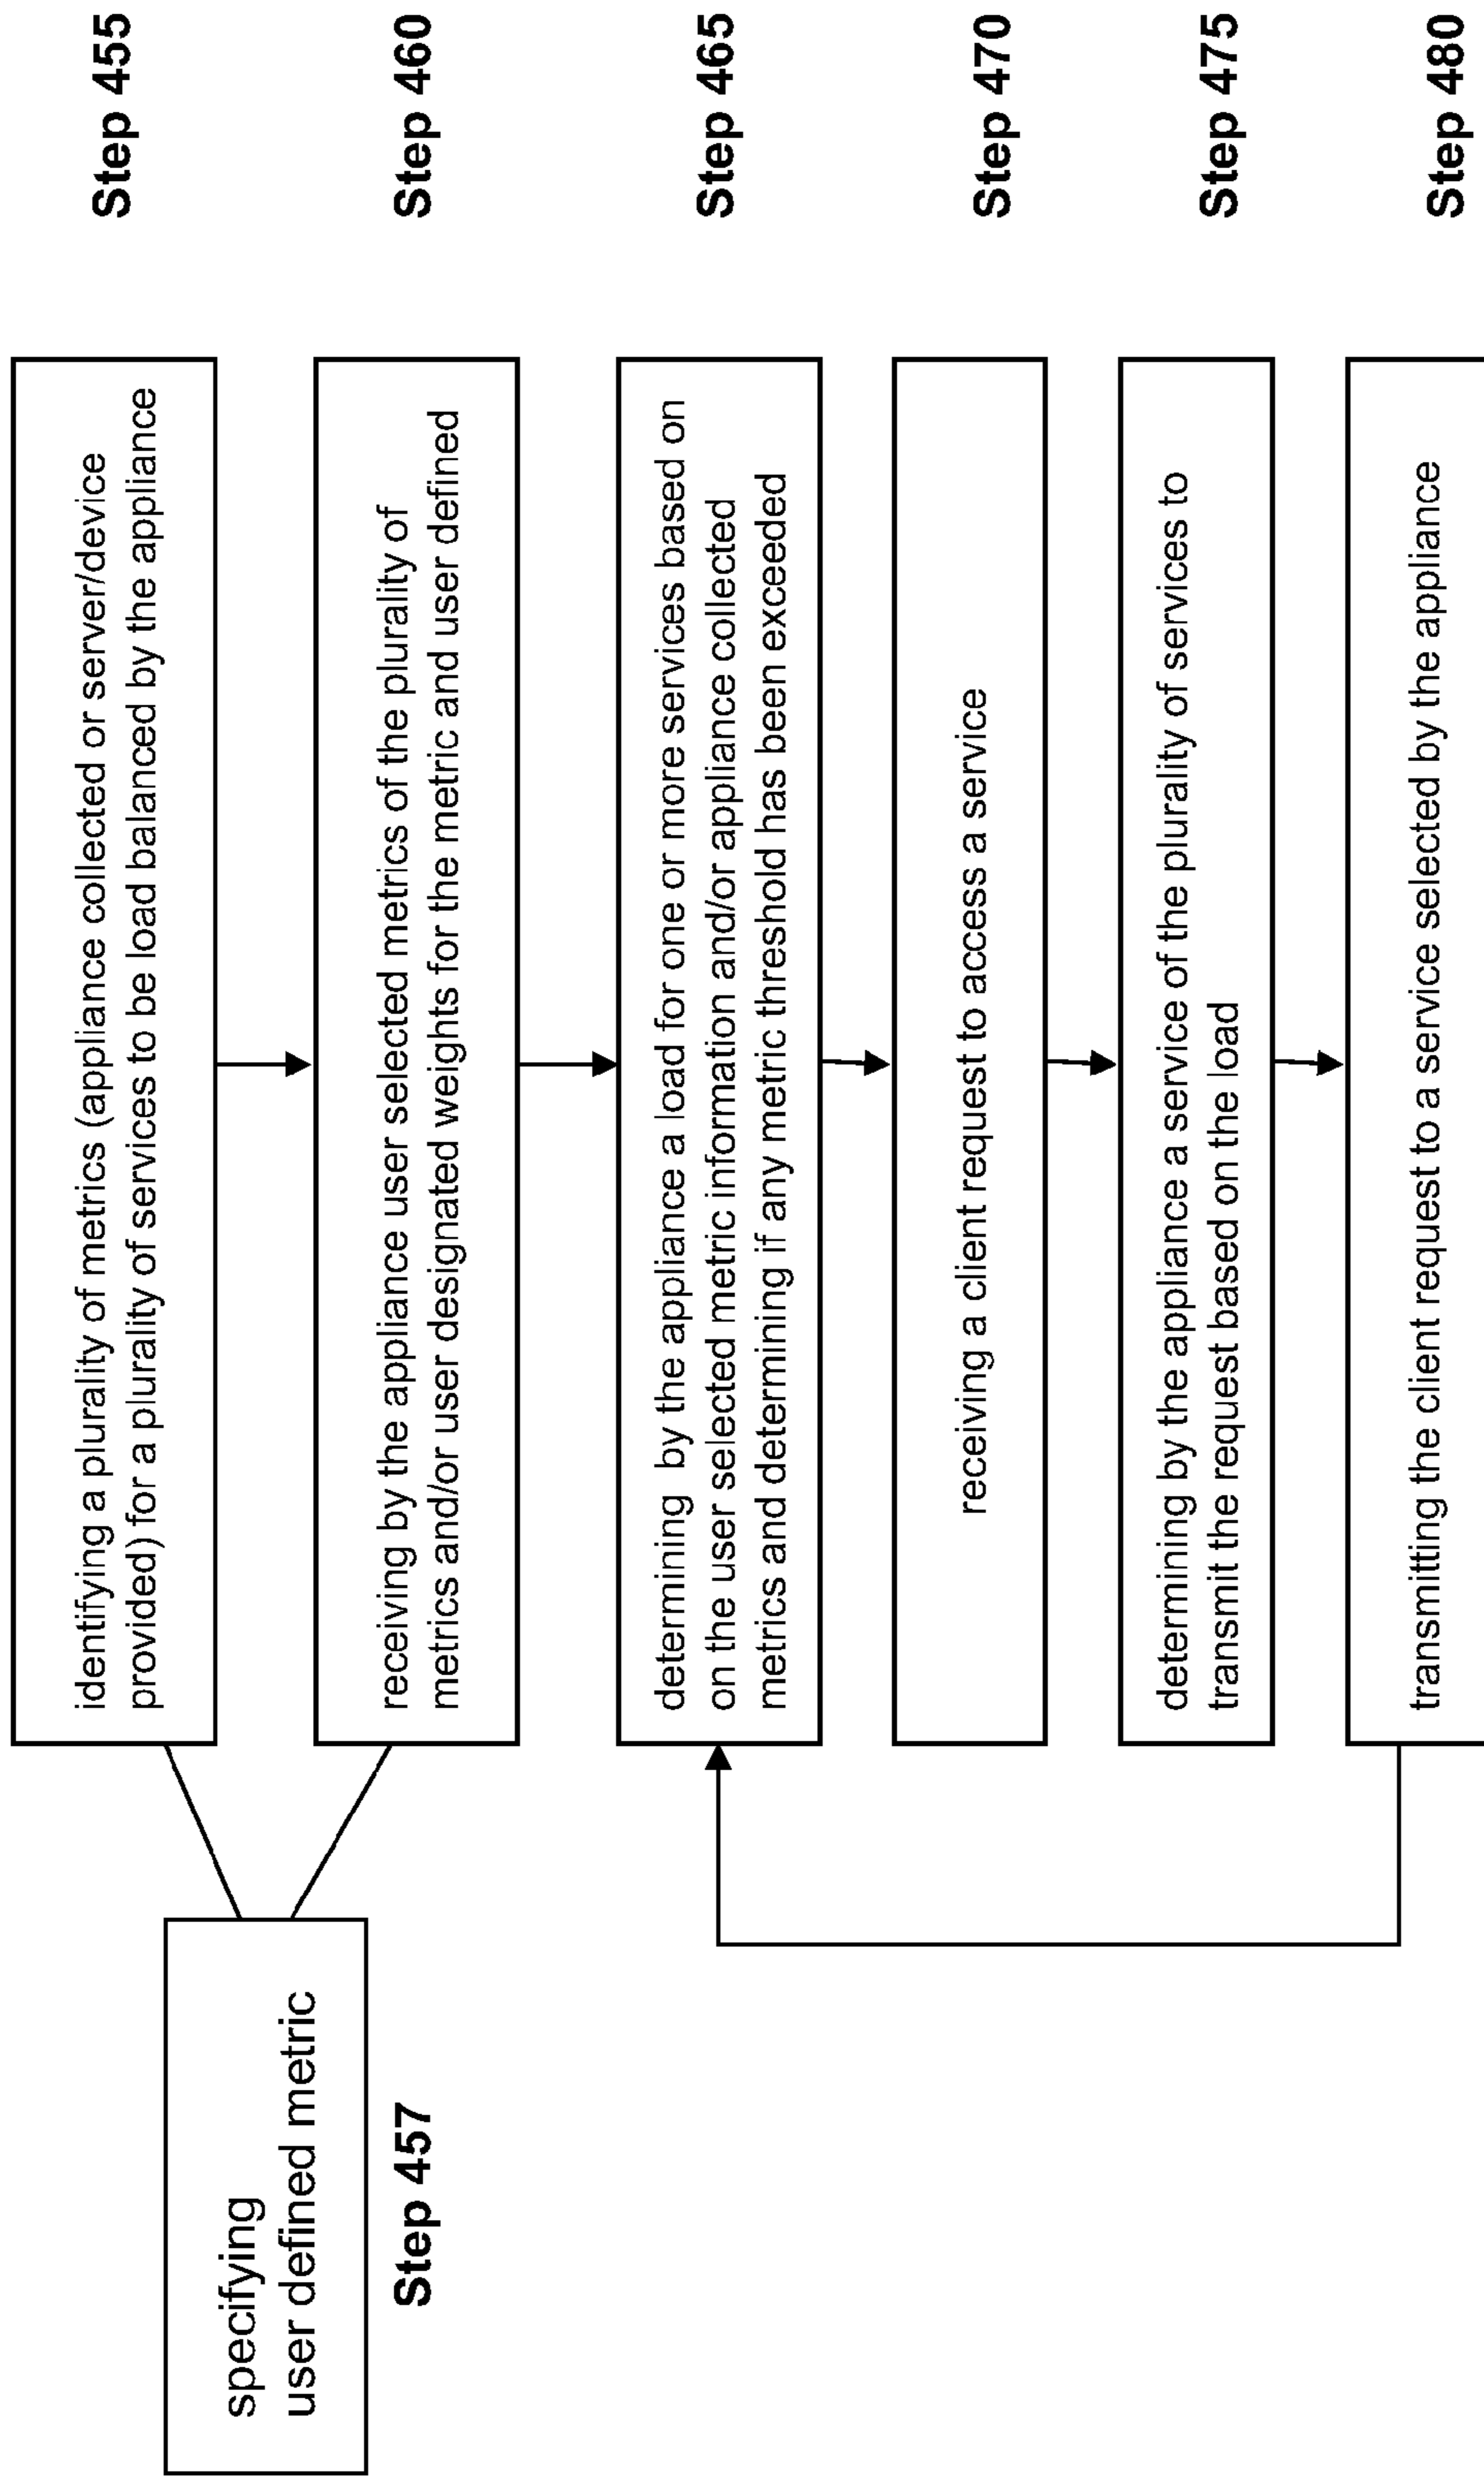 identifying a plurality of metrics (appliance collected or server/device
provided) for a plurality of services to be load balanced by the appliance
Step 455
specifying
user defined metric
Step 457
receiving by the appliance user selected metrics of the plurality of
metrics and/or user designated weights for the metric and user defined
Step 460
determining by the appliance a load for one or more services based on
on the user selected metric information and/or appliance collected
metrics and determining if any metric threshold has been exceeded
Step 465
receiving a client request to access a service
Step 470
determining by the appliance a service of the plurality of services to
transmit the request based on the load
Step 475
transmitting the client request to a service selected by the appliance
Step 480